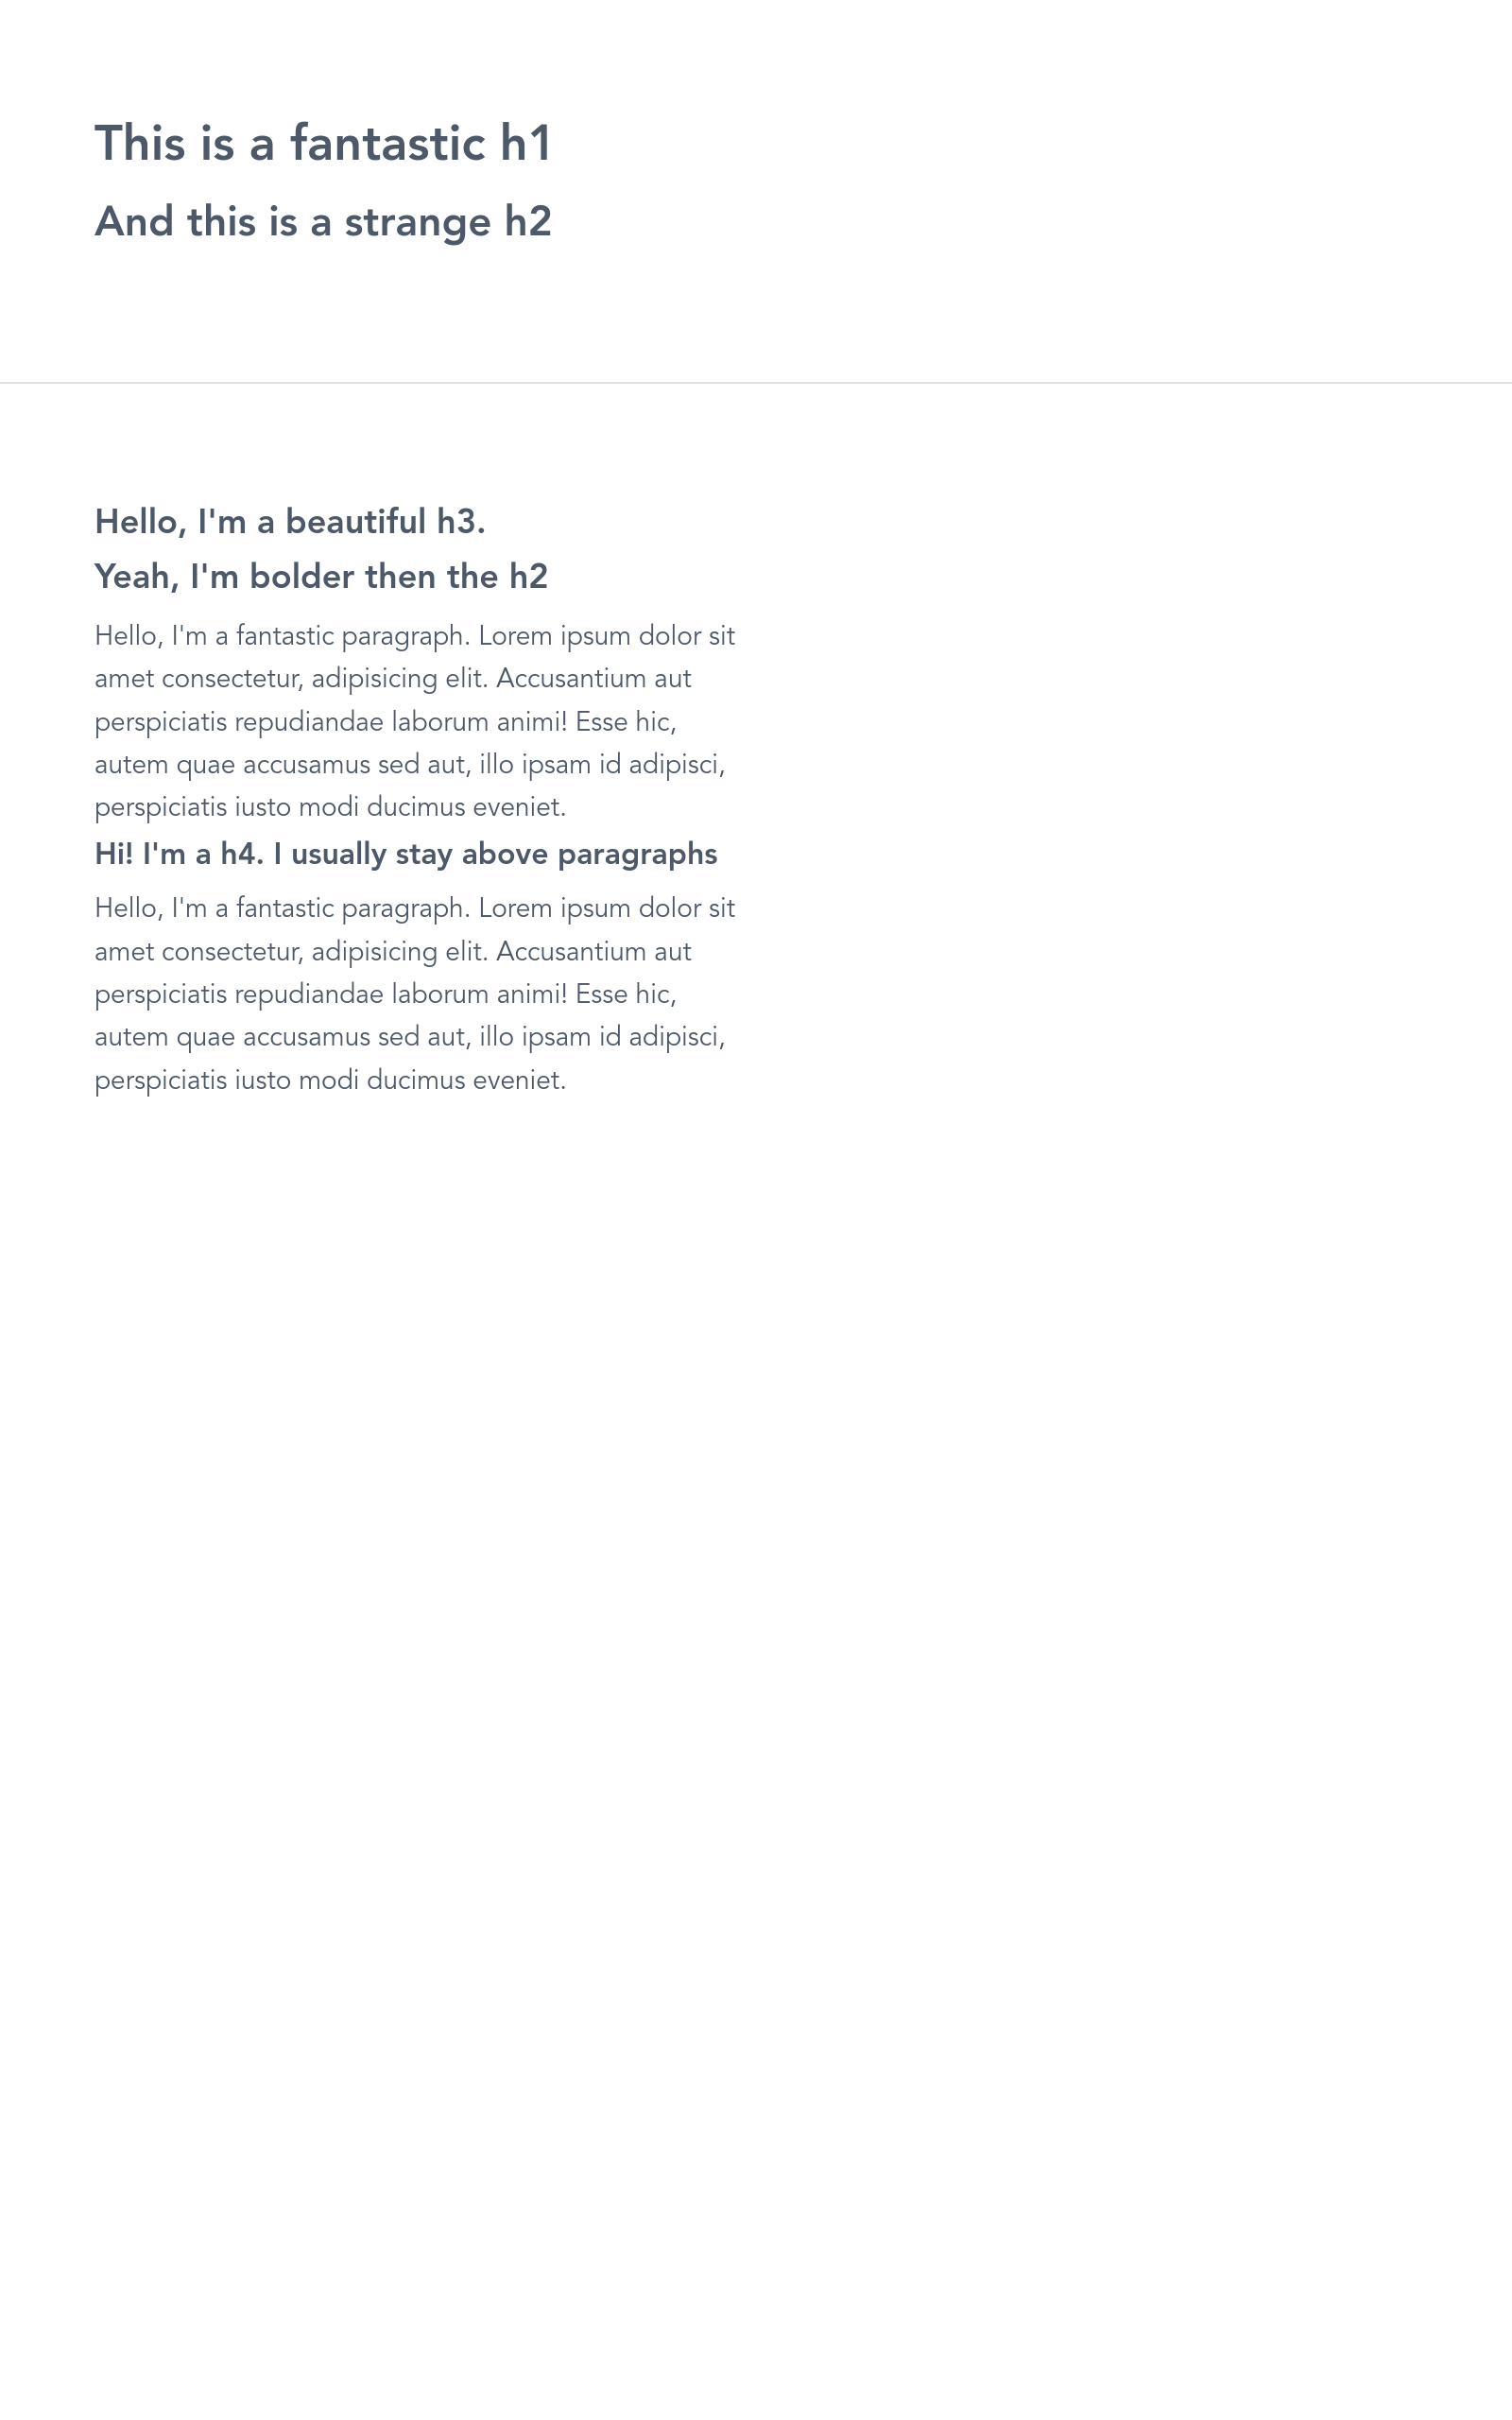 This is a fantastic h1
And this is a strange h2
Hello, I'm a beautiful h3.
Yeah, I'm bolder then the h2
Hello, I'm a fantastic paragraph. Lorem ipsum dolor sit
amet consectetur, adipisicing elit. Accusantium aut
perspiciatis repudiandae laborum animi! Esse hic,
autem quae accusamus sed aut, illo ipsam id adipisci,
perspiciatis iusto modi ducimus eveniet.
Hi! I'm a h4. I usually stay above paragraphs
Hello, I'm a fantastic paragraph. Lorem ipsum dolor sit
amet consectetur, adipisicing elit. Accusantium aut
perspiciatis repudiandae laborum animi! Esse hic,
autem quae accusamus sed aut, illo ipsam id adipisci,
perspiciatis iusto modi ducimus eveniet.